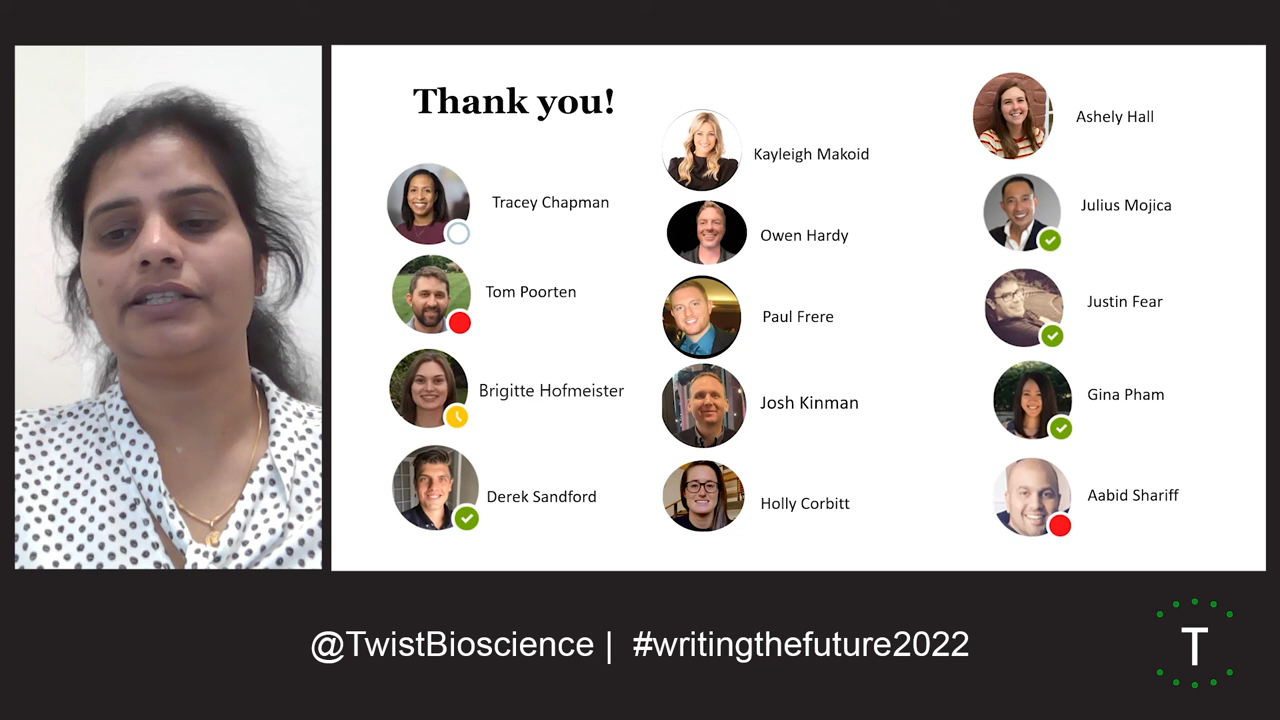 Thank you!
Tracey Chapman
Tom Poorten
Brigitte Hofmeister
Derek Sandford
Kayleigh Makoid
Owen Hardy
Paul Frere
Josh Kinman
Holly Corbitt
Ashely Hall
Julius Mojica
Justin Fear
Gina Pham
Aabid Shariff
@TwistBioscience | #writingthefuture2022
T